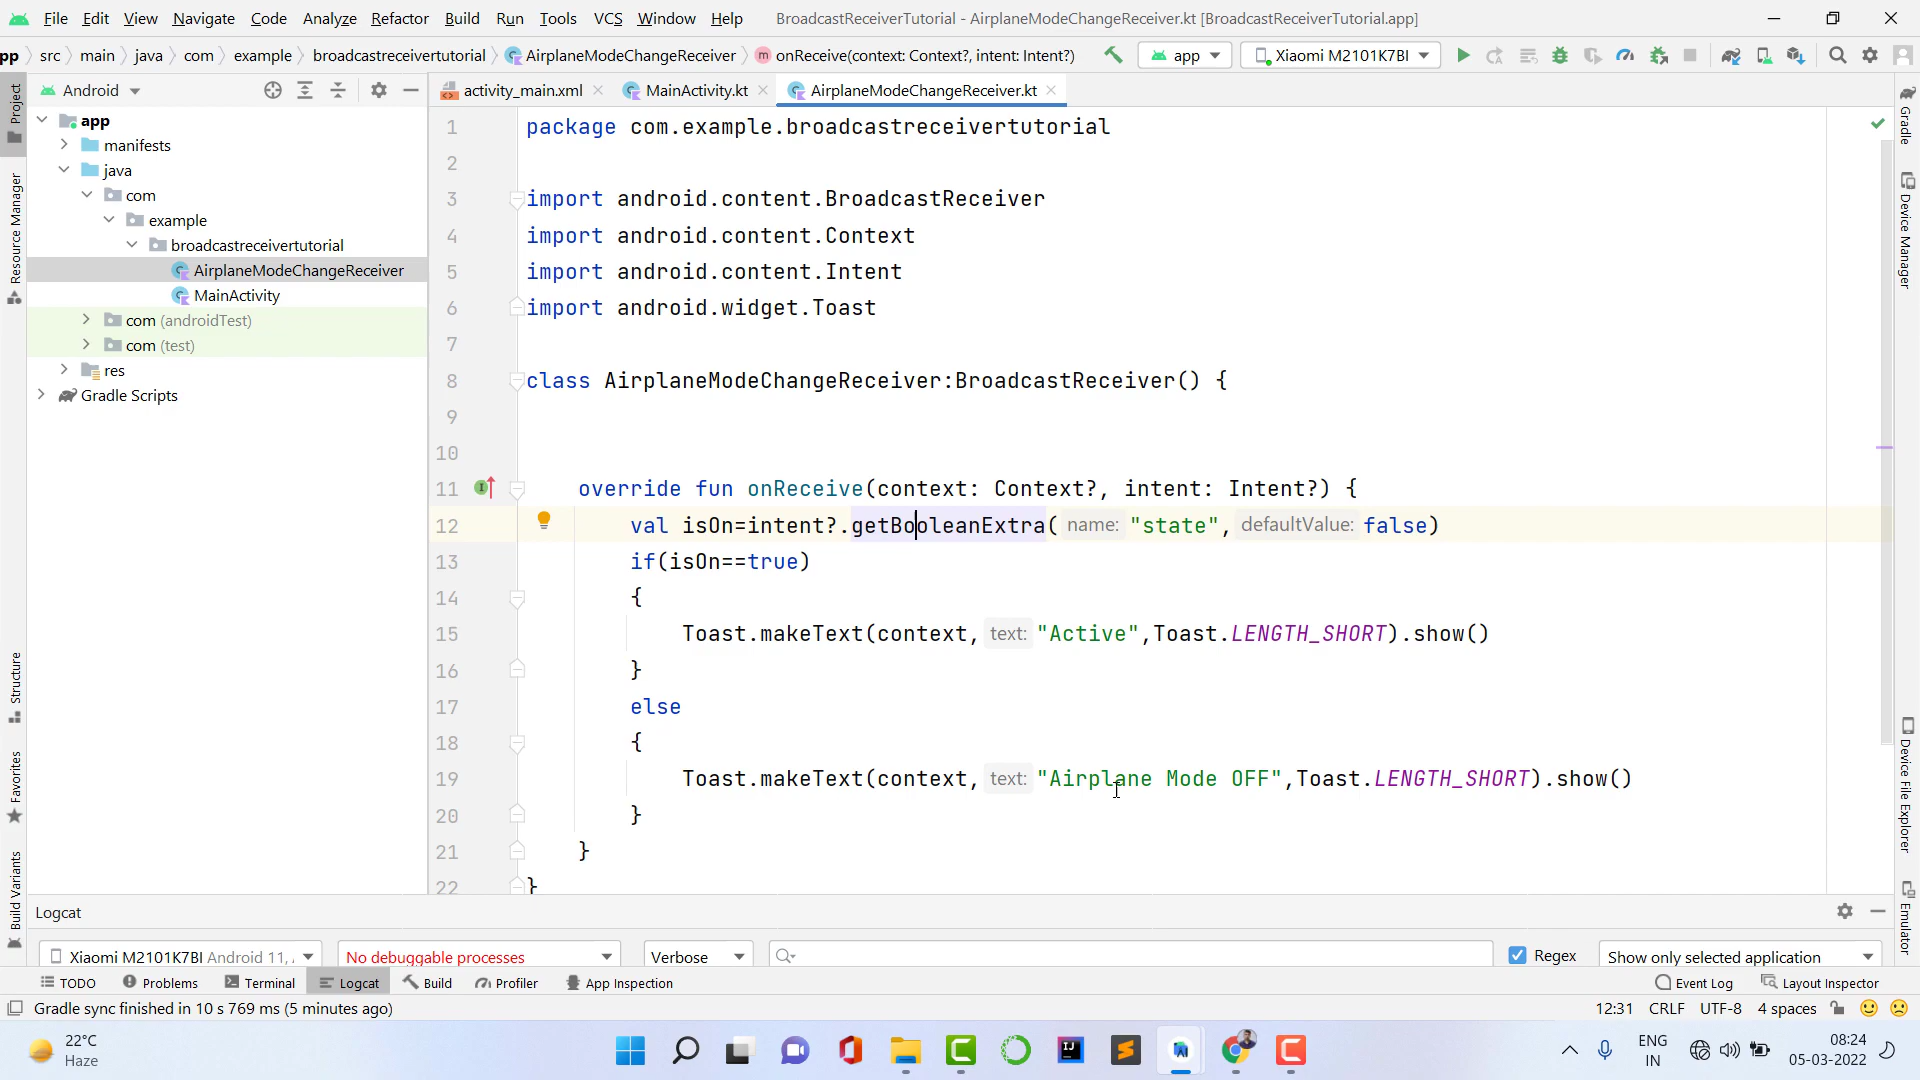 File Edit View Navigate Code Analyze Refactor Build Run Tools VCS Window Help BroadcastReceiverTutorial - AirplaneModeChangeReceiver.kt [BroadcastReceiverTutorial.app]
pp src main java com example broadcastreceivertutorial AirplaneModeChangeReceiver onReceive(context: Context?, intent: Intent?) app Xiaomi M2101K7BI
Android activity_main.xml MainActivity.kt AirplaneModeChangeReceiver.kt
Project
Resource Manager
Structure
Favorites
Build Variants
app
manifests
java
com
example
broadcastreceivertutorial
AirplaneModeChangeReceiver
MainActivity
com (androidTest)
com (test)
res
Gradle Scripts
1 package com.example.broadcastreceivertutorial
2
3 import android.content.BroadcastReceiver
4 import android.content.Context
5 import android.content.Intent
6 import android.widget.Toast
7
8 class AirplaneModeChangeReceiver:BroadcastReceiver() {
9
10
11 override fun onReceive(context: Context?, intent: Intent?) {
12 val isOn=intent?.getBooleanExtra( name: "state", defaultValue: false)
13 if(isOn==true)
14 {
15 Toast.makeText(context, text: "Active",Toast.LENGTH_SHORT).show()
16 }
17 else
18 {
19 Toast.makeText(context, text: "Airplane Mode OFF",Toast.LENGTH_SHORT).show()
20 }
21 }
22 }
Gradle
Device Manager
Device File Explorer
Emulator
Logcat
Xiaomi M2101K7BI Android 11, No debuggable processes Verbose Regex Show only selected application
TODO Problems Terminal Logcat Build Profiler App Inspection Event Log Layout Inspector
Gradle sync finished in 10 s 769 ms (5 minutes ago) 12:31 CRLF UTF-8 4 spaces
22°C
Haze
ENG
IN
08:24
05-03-2022